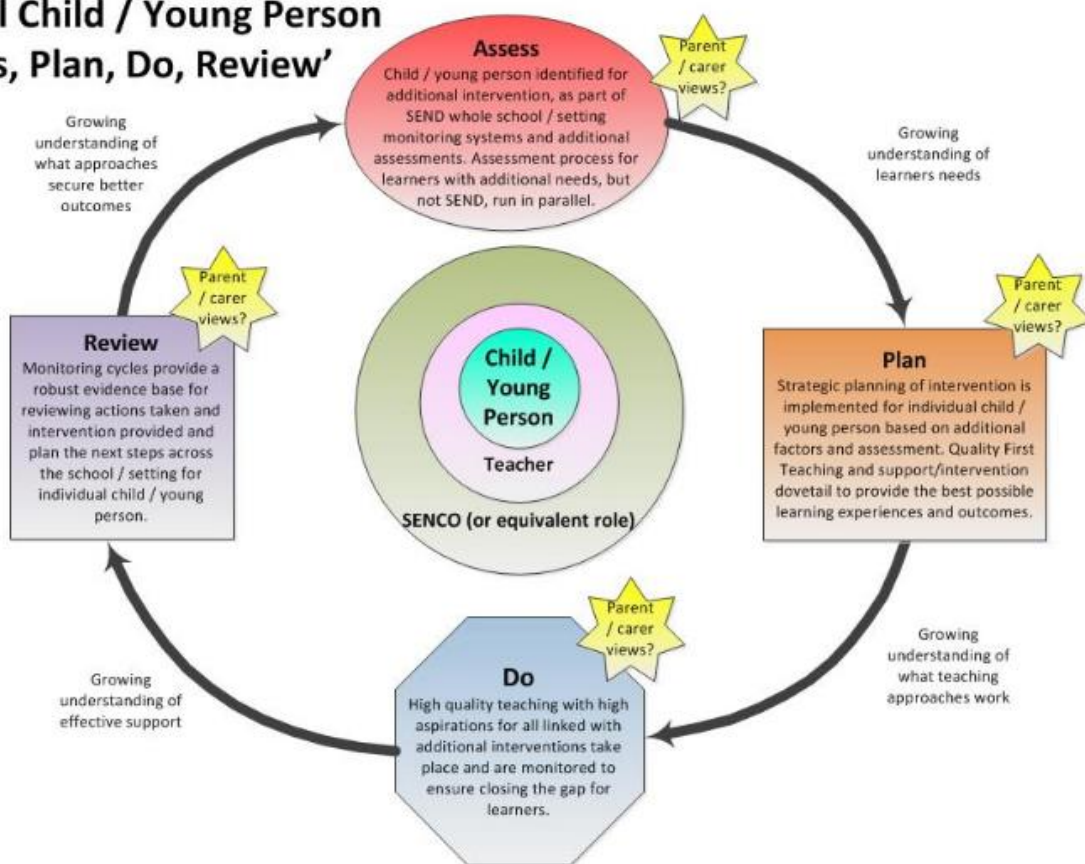 Child / Young Person
Plan, Do, Review’
Assess
Child / young person identified for
additional intervention, as part of
SEND whole school / setting
monitoring systems and additional
assessments. Assessment process for
learners with additional needs, but
not SEND, run in parallel.
Parent
/ carer
views?
Growing
understanding of
what approaches
secure better
outcomes
Growing
understanding of
learners needs
Parent
/ carer
views?
Parent
/ carer
views?
Review
Monitoring cycles provide a
robust evidence base for
reviewing actions taken and
intervention provided and
plan the next steps across
the school / setting for
individual child / young
person.
Child /
Young
Person
Teacher
SENCO (or equivalent role)
Plan
Strategic planning of intervention is
implemented for individual child /
young person based on additional
factors and assessment. Quality First
Teaching and support/intervention
dovetail to provide the best possible
learning experiences and outcomes.
Parent
/ carer
views?
Growing
understanding of
effective support
Do
High quality teaching with high
aspirations for all linked with
additional interventions take
place and are monitored to
ensure closing the gap for
learners.
Growing
understanding of
what teaching
approaches work